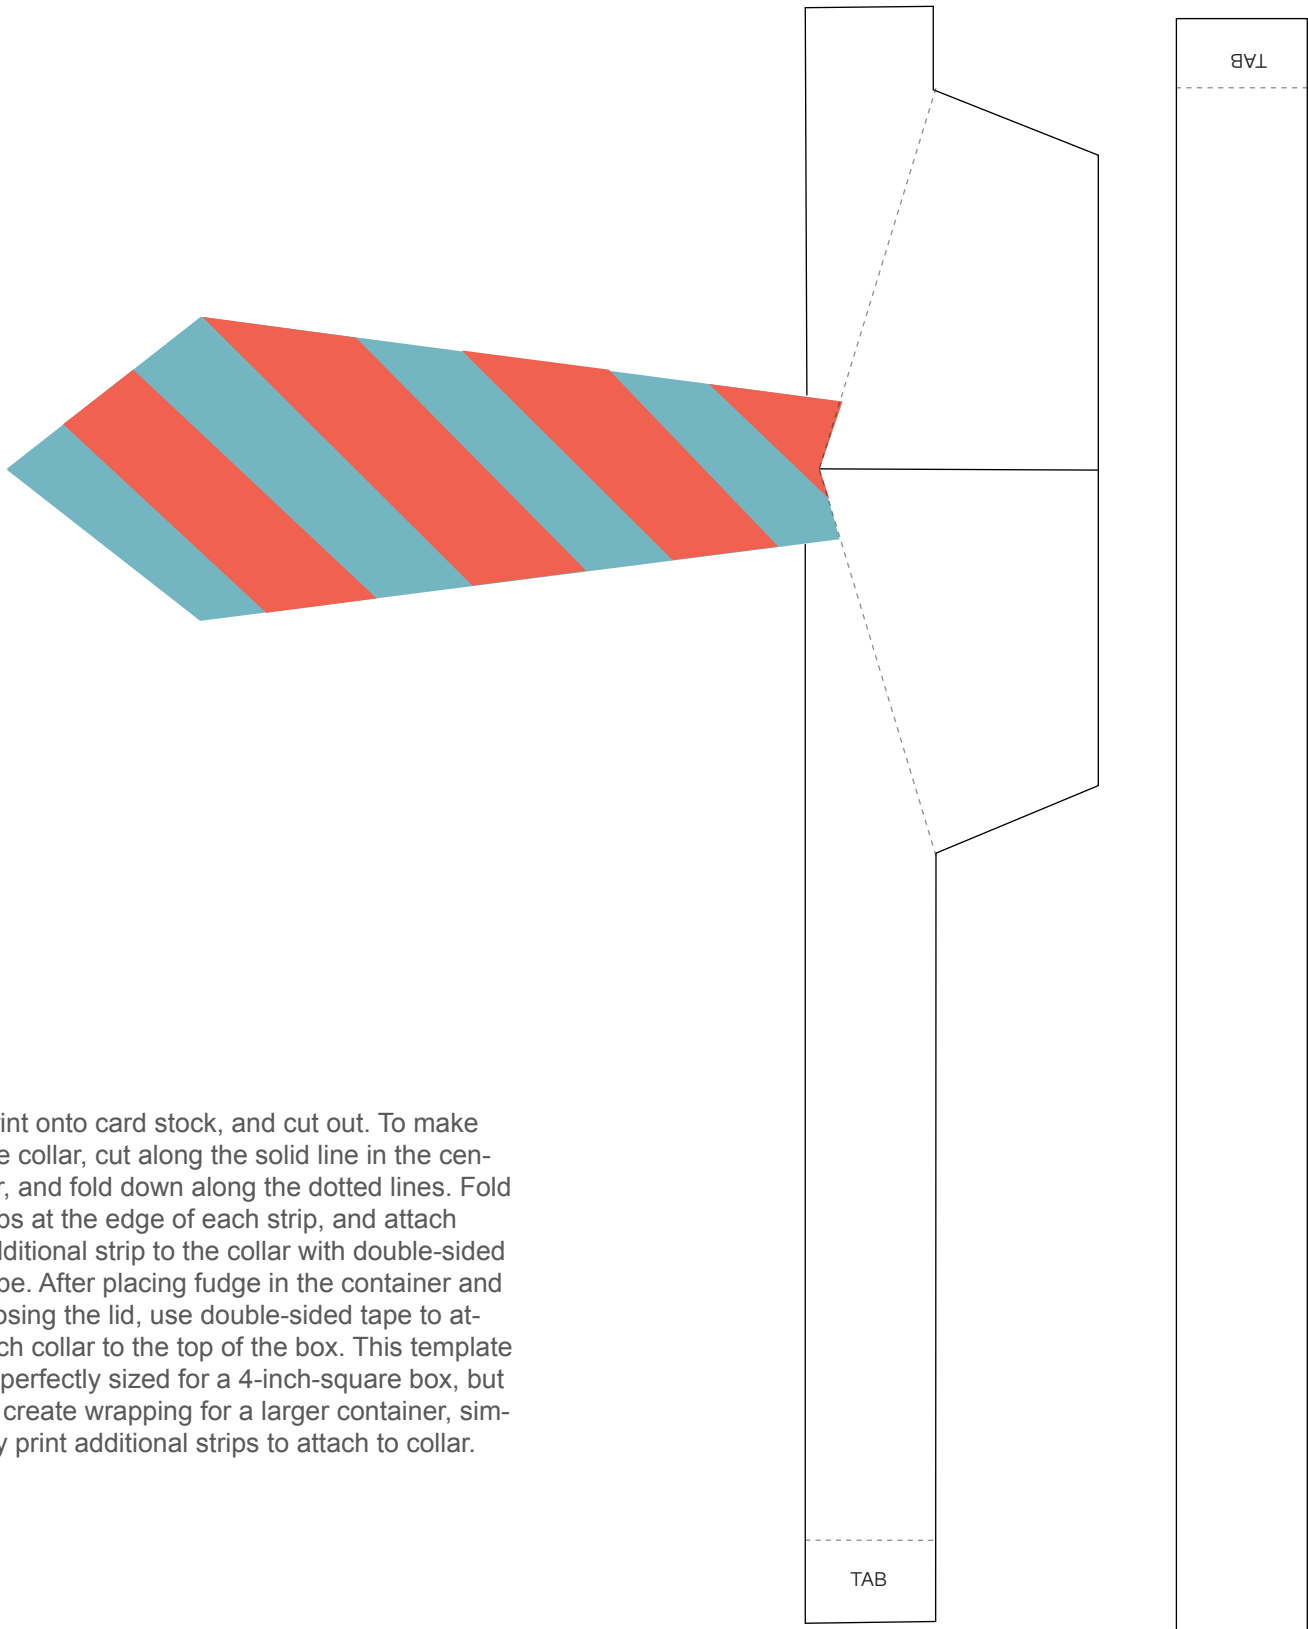 TAB
rint onto card stock, and cut out. To make
e collar, cut along the solid line in the cen-
r, and fold down along the dotted lines. Fold
bs at the edge of each strip, and attach
dditional strip to the collar with double-sided
pe. After placing fudge in the container and
osing the lid, use double-sided tape to at-
ch collar to the top of the box. This template
perfectly sized for a 4-inch-square box, but
create wrapping for a larger container, sim-
y print additional strips to attach to collar.
TAB